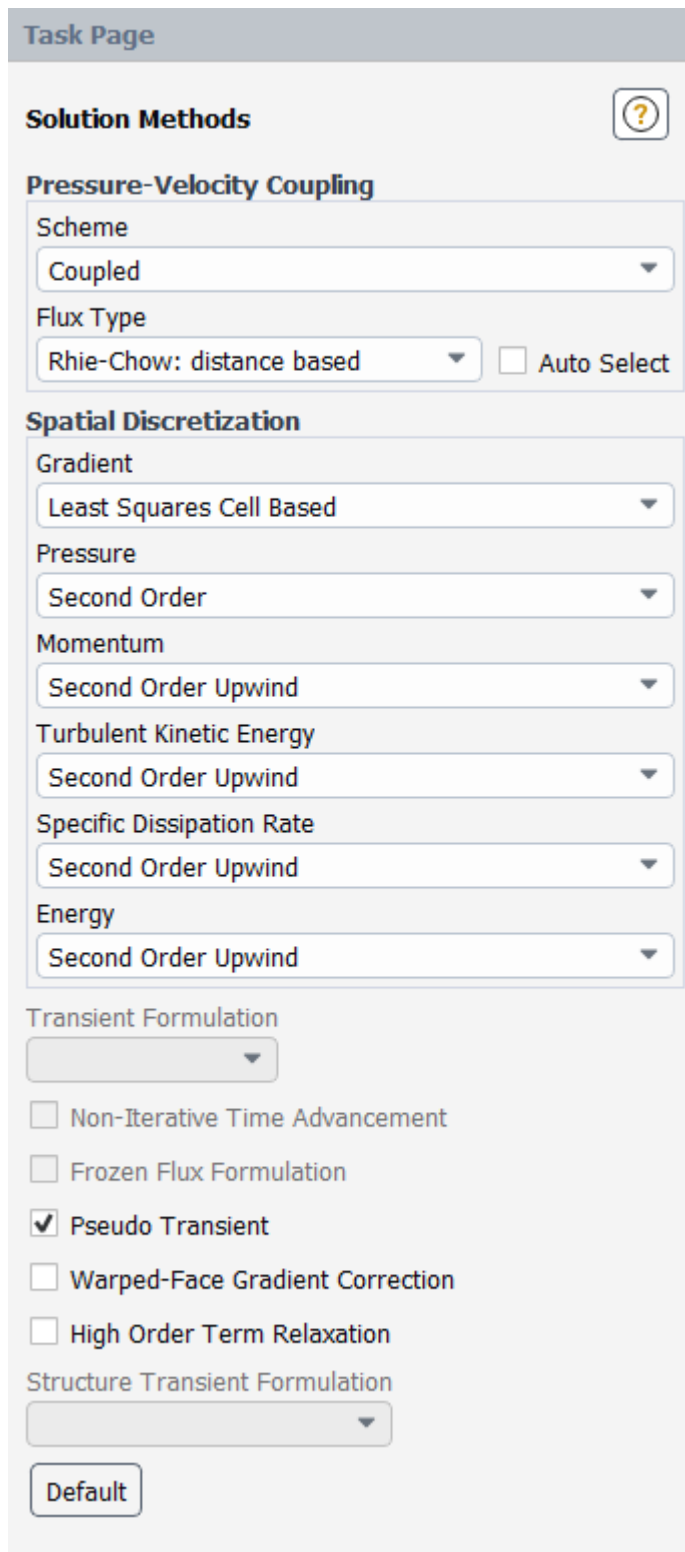 Task Page
Solution Methods
?
Pressure-Velocity Coupling
Scheme
Coupled
Flux Type
Rhie-Chow: distance based Auto Select
Spatial Discretization
Gradient
Least Squares Cell Based
Pressure
Second Order
Momentum
Second Order Upwind
Turbulent Kinetic Energy
Second Order Upwind
Specific Dissipation Rate
Second Order Upwind
Energy
Second Order Upwind
Transient Formulation
Non-Iterative Time Advancement
Frozen Flux Formulation
Pseudo Transient
Warped-Face Gradient Correction
High Order Term Relaxation
Structure Transient Formulation
Default